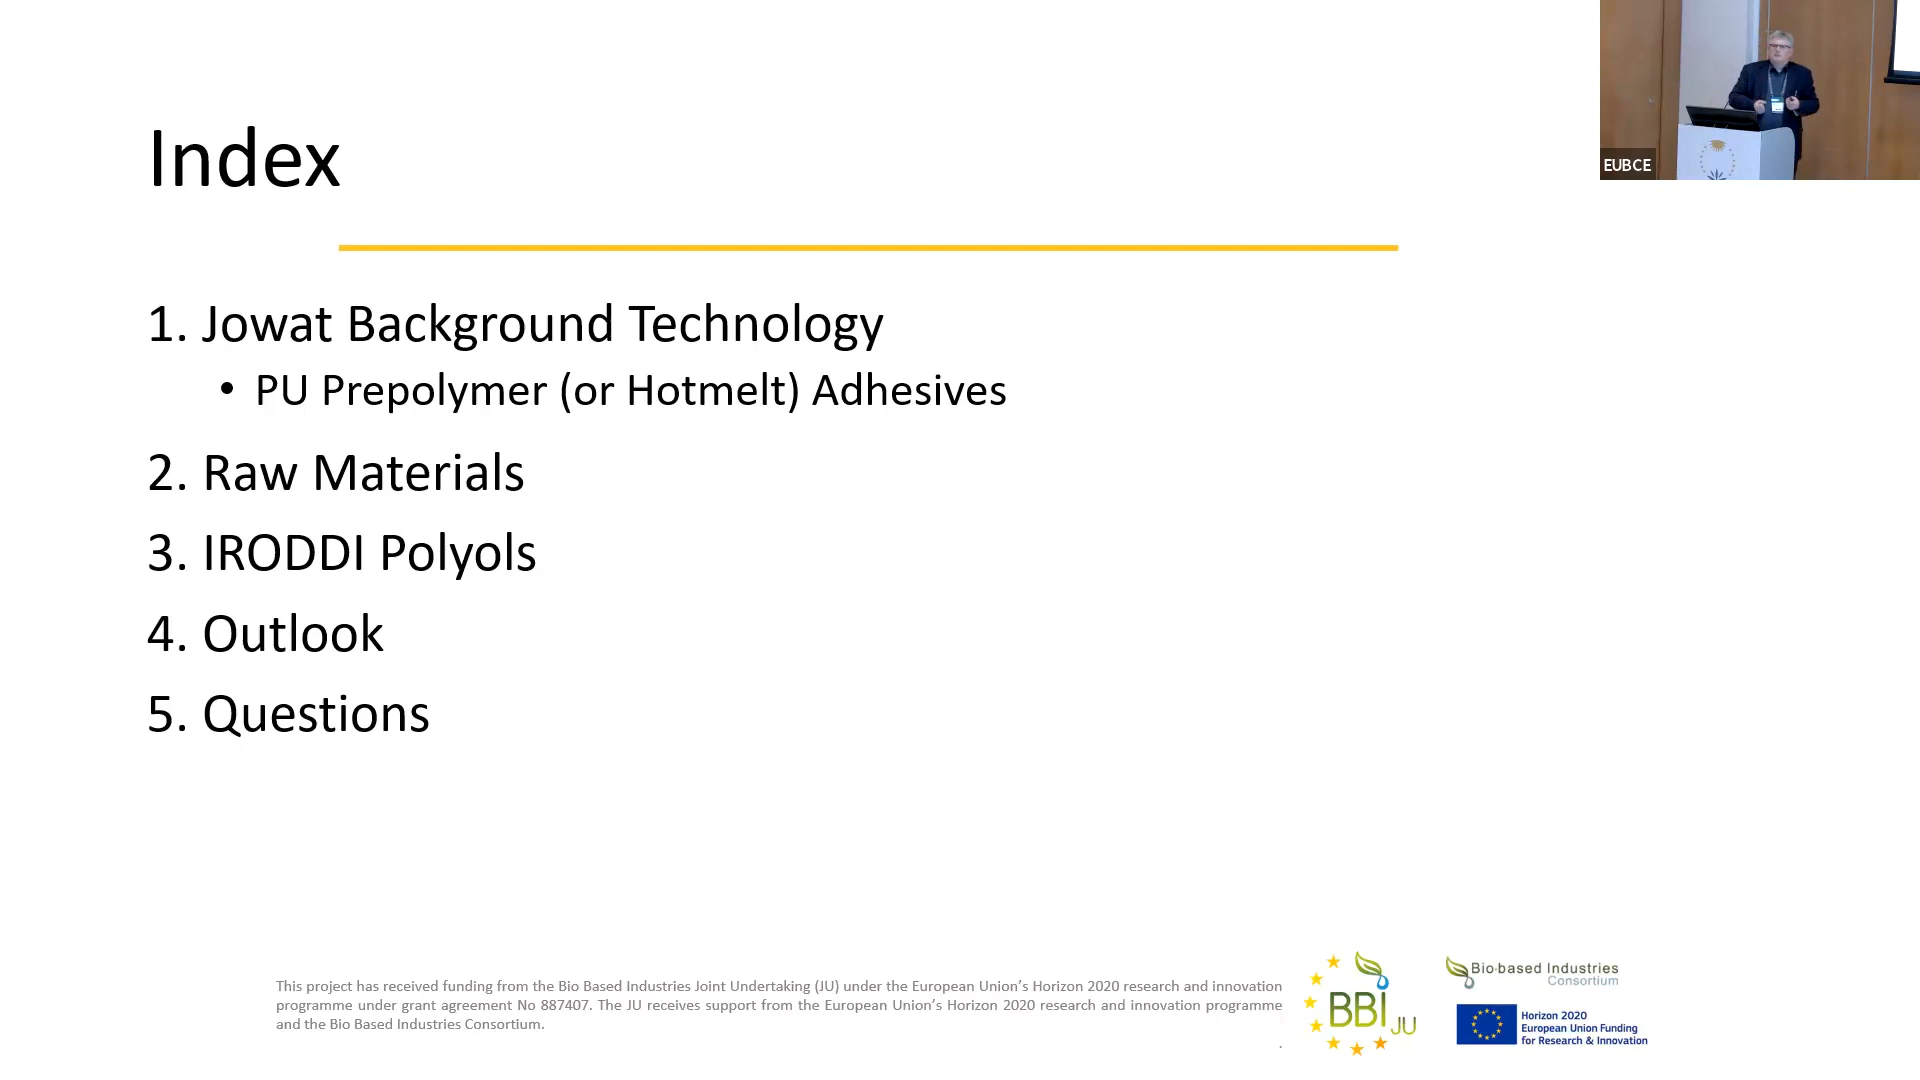 EUBCE
Index
1. Jowat Background Technology
• PU Prepolymer (or Hotmelt) Adhesives
2. Raw Materials
3. IRODDI Polyols
4. Outlook
5. Questions
This project has received funding from the Bio Based Industries Joint Undertaking (JU) under the European Union’s Horizon 2020 research and innovation
programme under grant agreement No 887407. The JU receives support from the European Union’s Horizon 2020 research and innovation programme
and the Bio Based Industries Consortium.
.
BBI JU
Bio-based Industries
Consortium
Horizon 2020
European Union Funding
for Research & Innovation